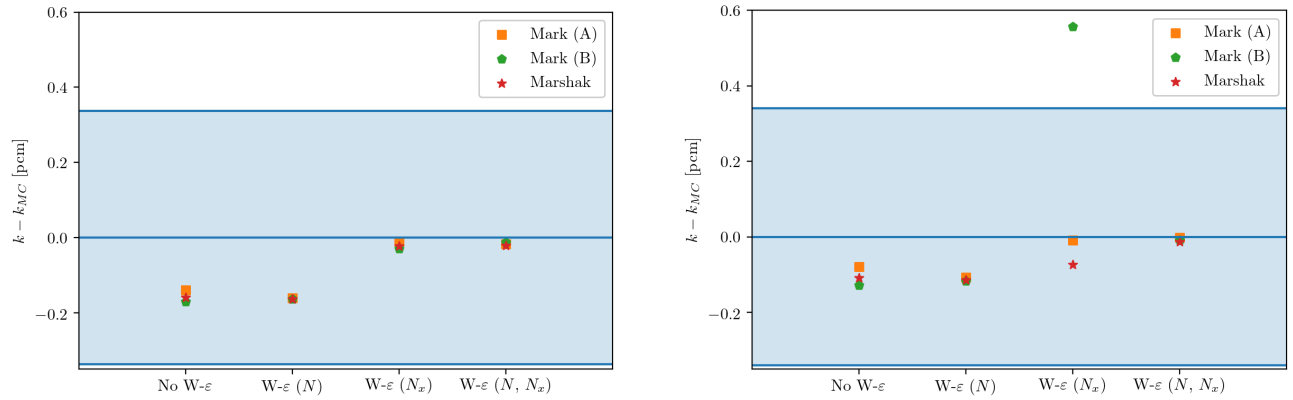 0.6
0.4
0.2
0.0
−0.2
k − k_MC [pcm]
Mark (A)
Mark (B)
Marshak
No W-ε
W-ε (N)
W-ε (N_x)
W-ε (N, N_x)
0.6
0.4
0.2
0.0
−0.2
k − k_MC [pcm]
Mark (A)
Mark (B)
Marshak
No W-ε
W-ε (N)
W-ε (N_x)
W-ε (N, N_x)